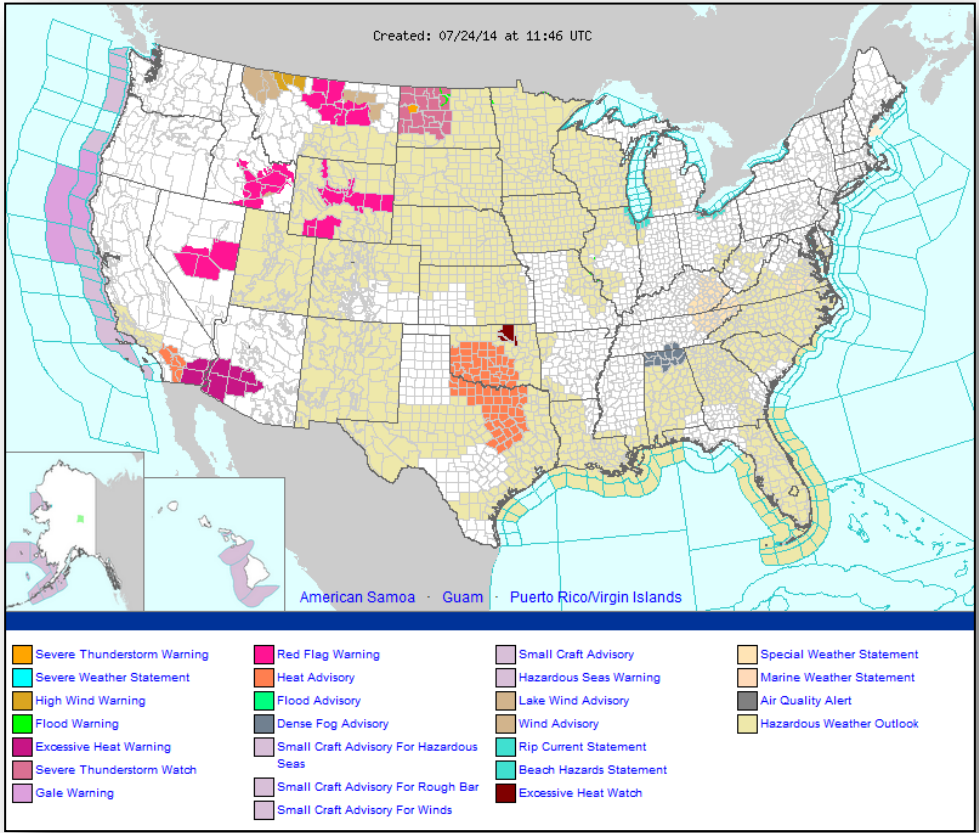 Created: 07/24/14 at 11:46 UTC
American Samoa · Guam · Puerto Rico/Virgin Islands
Severe Thunderstorm Warning
Severe Weather Statement
High Wind Warning
Flood Warning
Excessive Heat Warning
Severe Thunderstorm Watch
Gale Warning
Red Flag Warning
Heat Advisory
Flood Advisory
Dense Fog Advisory
Small Craft Advisory For Hazardous
Seas
Small Craft Advisory For Rough Bar
Small Craft Advisory For Winds
Small Craft Advisory
Hazardous Seas Warning
Lake Wind Advisory
Wind Advisory
Rip Current Statement
Beach Hazards Statement
Excessive Heat Watch
Special Weather Statement
Marine Weather Statement
Air Quality Alert
Hazardous Weather Outlook